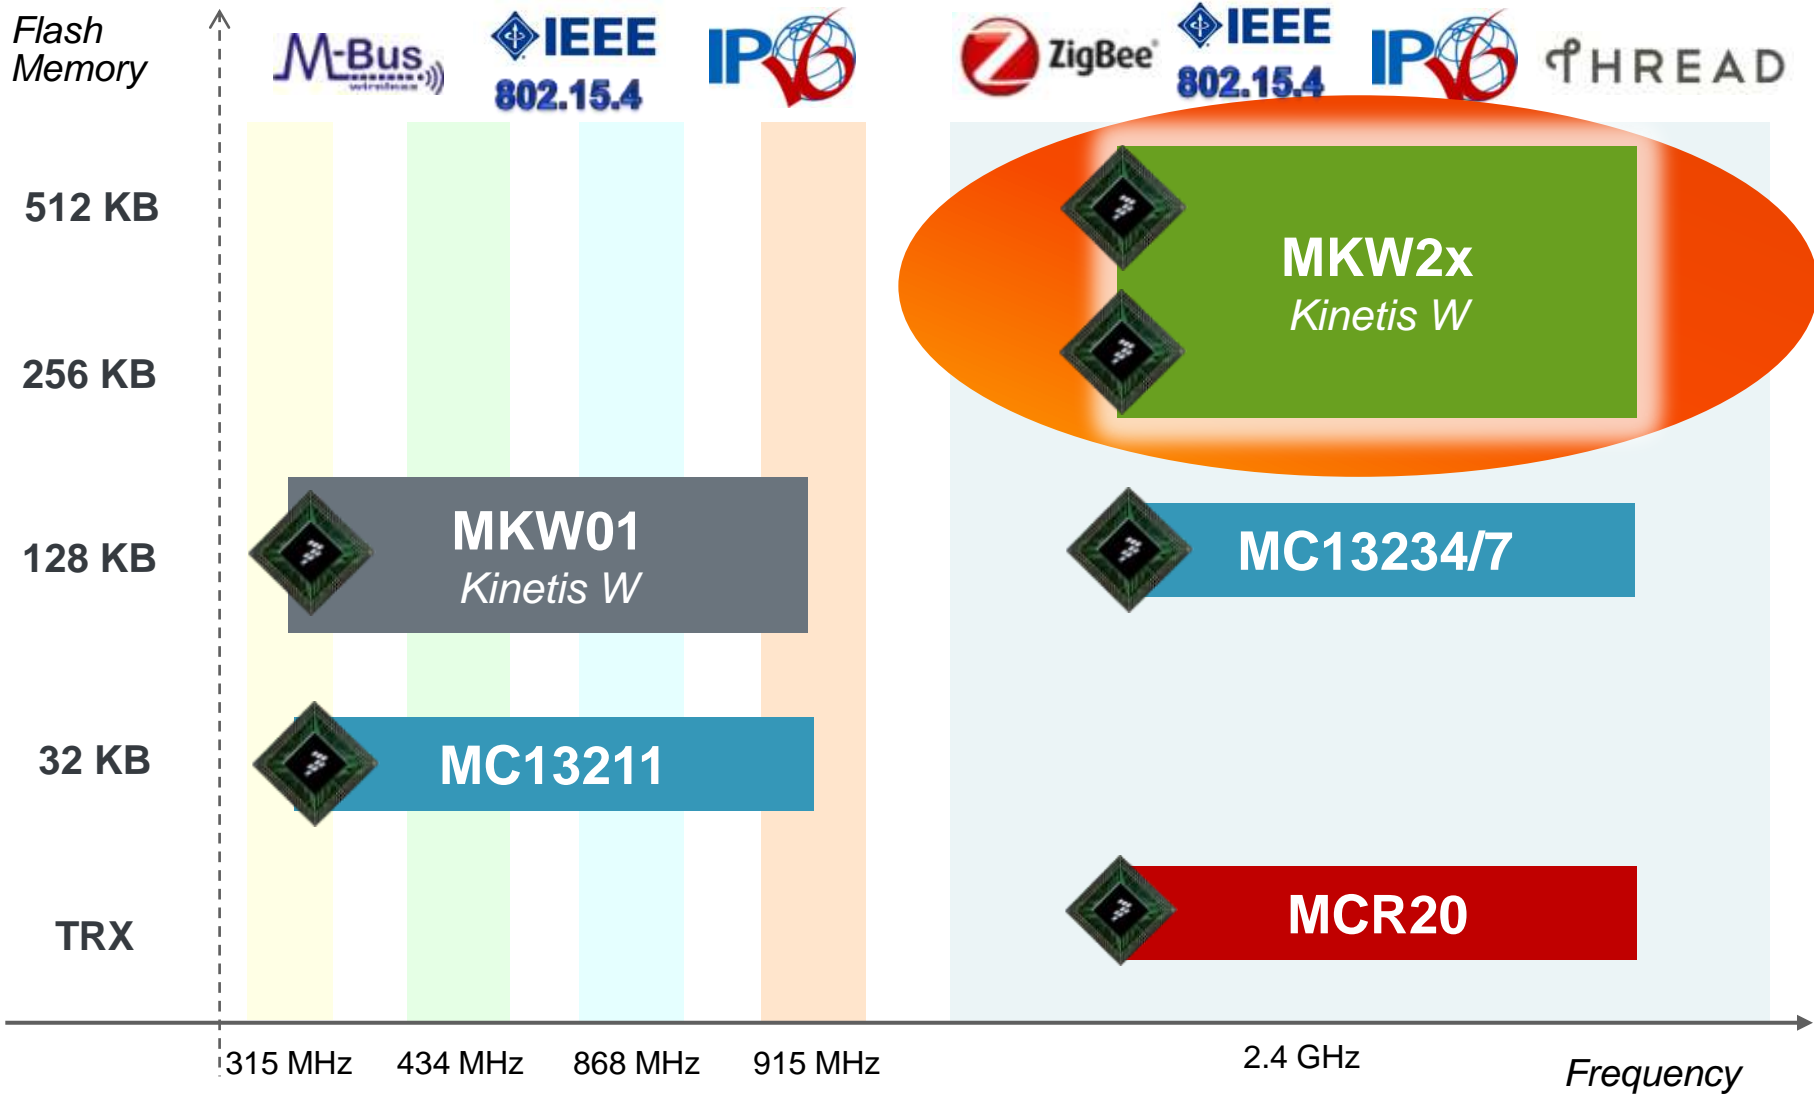 Flash
Memory
M-Bus
wireless
IEEE
802.15.4
IPV6
ZigBee
IEEE
802.15.4
IPV6
THREAD
512 KB
MKW2x
Kinetis W
256 KB
MKW01
Kinetis W
128 KB
MC13234/7
32 KB
MC13211
TRX
MCR20
315 MHz
434 MHz
868 MHz
915 MHz
2.4 GHz
Frequency